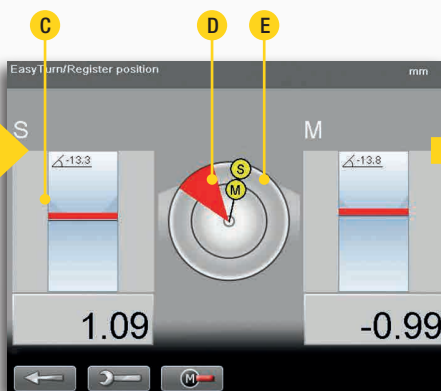 C D E
EasyTurn/Register position mm
S M
-13.3 -13.8
S
M
1.09 -0.99
M